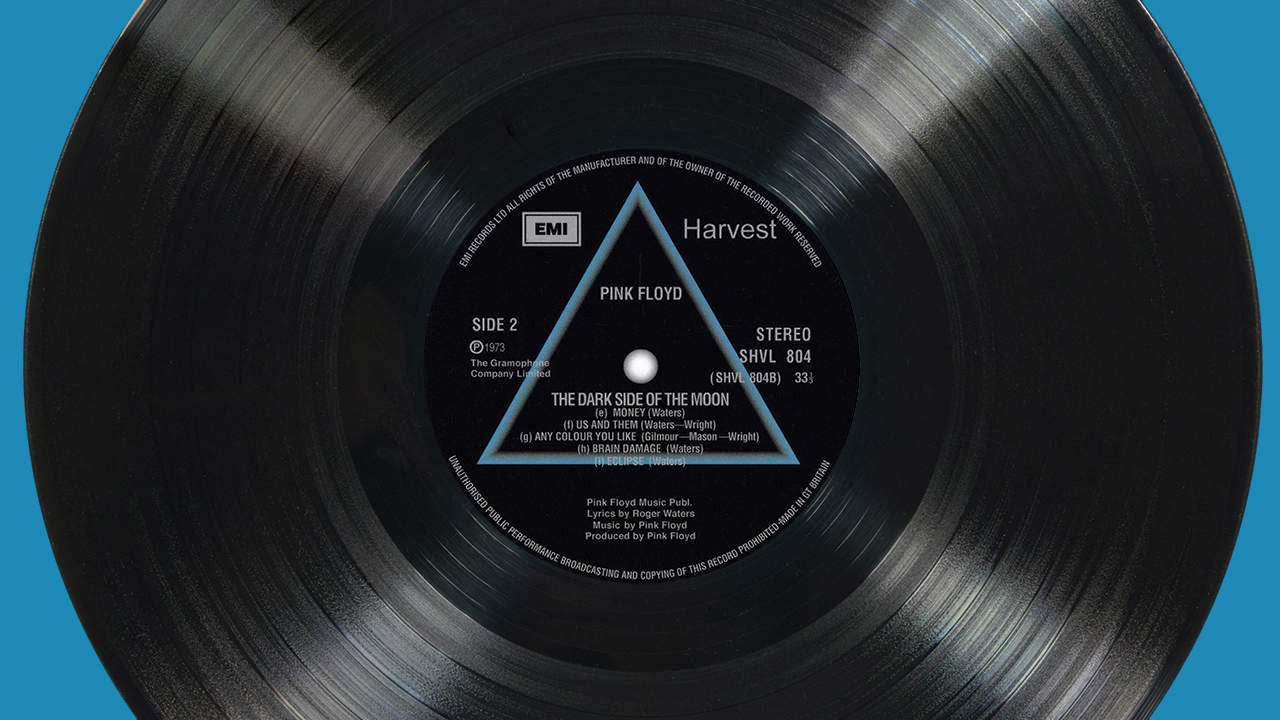 EMI RECORDS LTD ALL RIGHTS OF THE MANUFACTURER AND OF THE OWNER OF THE RECORDED WORK RESERVED
EMI
Harvest
PINK FLOYD
SIDE 2
STEREO
Ⓟ 1973
SHVL 804
The Gramophone
Company Limited
(SHVL 804B) 33⅓
THE DARK SIDE OF THE MOON
(e) MONEY (Waters)
(f) US AND THEM (Waters—Wright)
(g) ANY COLOUR YOU LIKE (Gilmour—Mason—Wright)
(h) BRAIN DAMAGE (Waters)
(i) ECLIPSE (Waters)
Pink Floyd Music Publ.
Lyrics by Roger Waters
Music by Pink Floyd
Produced by Pink Floyd
UNAUTHORISED PUBLIC PERFORMANCE BROADCASTING AND COPYING OF THIS RECORD PROHIBITED-MADE IN GT BRITAIN